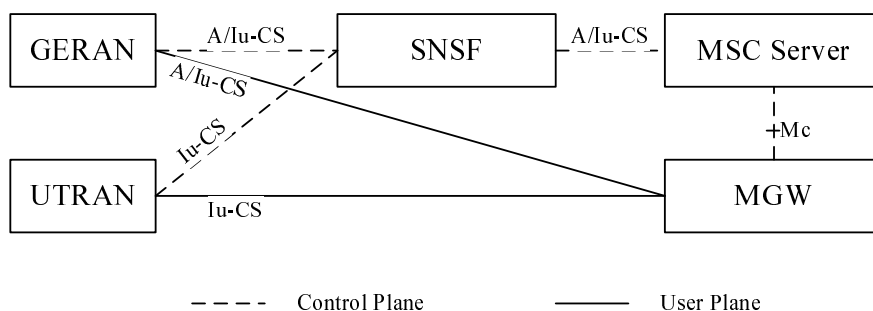 A/Iu-CS
A/Iu-CS
GERAN
SNSF
MSC Server
A/Iu-CS
Iu-CS
Mc
UTRAN
Iu-CS
MGW
Control Plane
User Plane